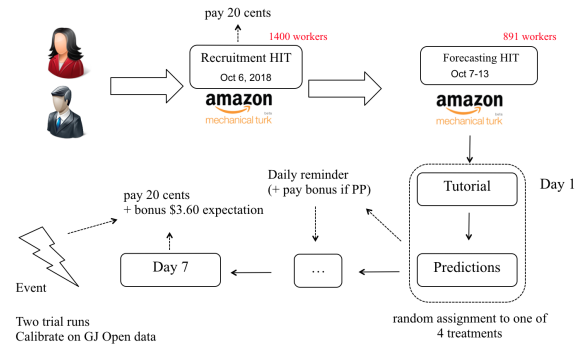 pay 20 cents
1400 workers
Recruitment HIT
Oct 6, 2018
amazon
beta
mechanical turk
891 workers
Forecasting HIT
Oct 7-13
amazon
beta
mechanical turk
Day 1
Tutorial
Predictions
random assignment to one of
4 treatments
Daily reminder
(+ pay bonus if PP)
…
pay 20 cents
+ bonus $3.60 expectation
Day 7
Event
Two trial runs
Calibrate on GJ Open data